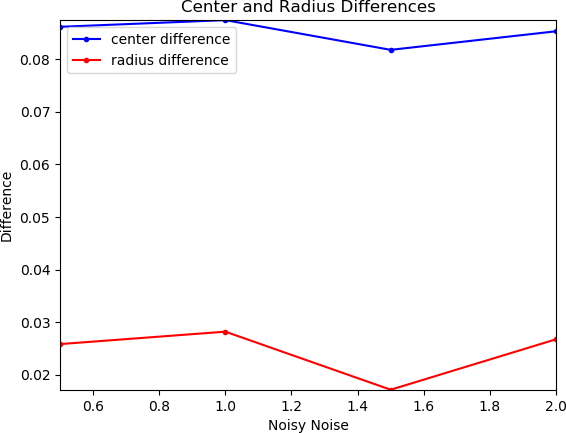 Center and Radius Differences
center difference
radius difference
0.08
0.07
0.06
0.05
0.04
0.03
0.02
Difference
0.6 0.8 1.0 1.2 1.4 1.6 1.8 2.0
Noisy Noise